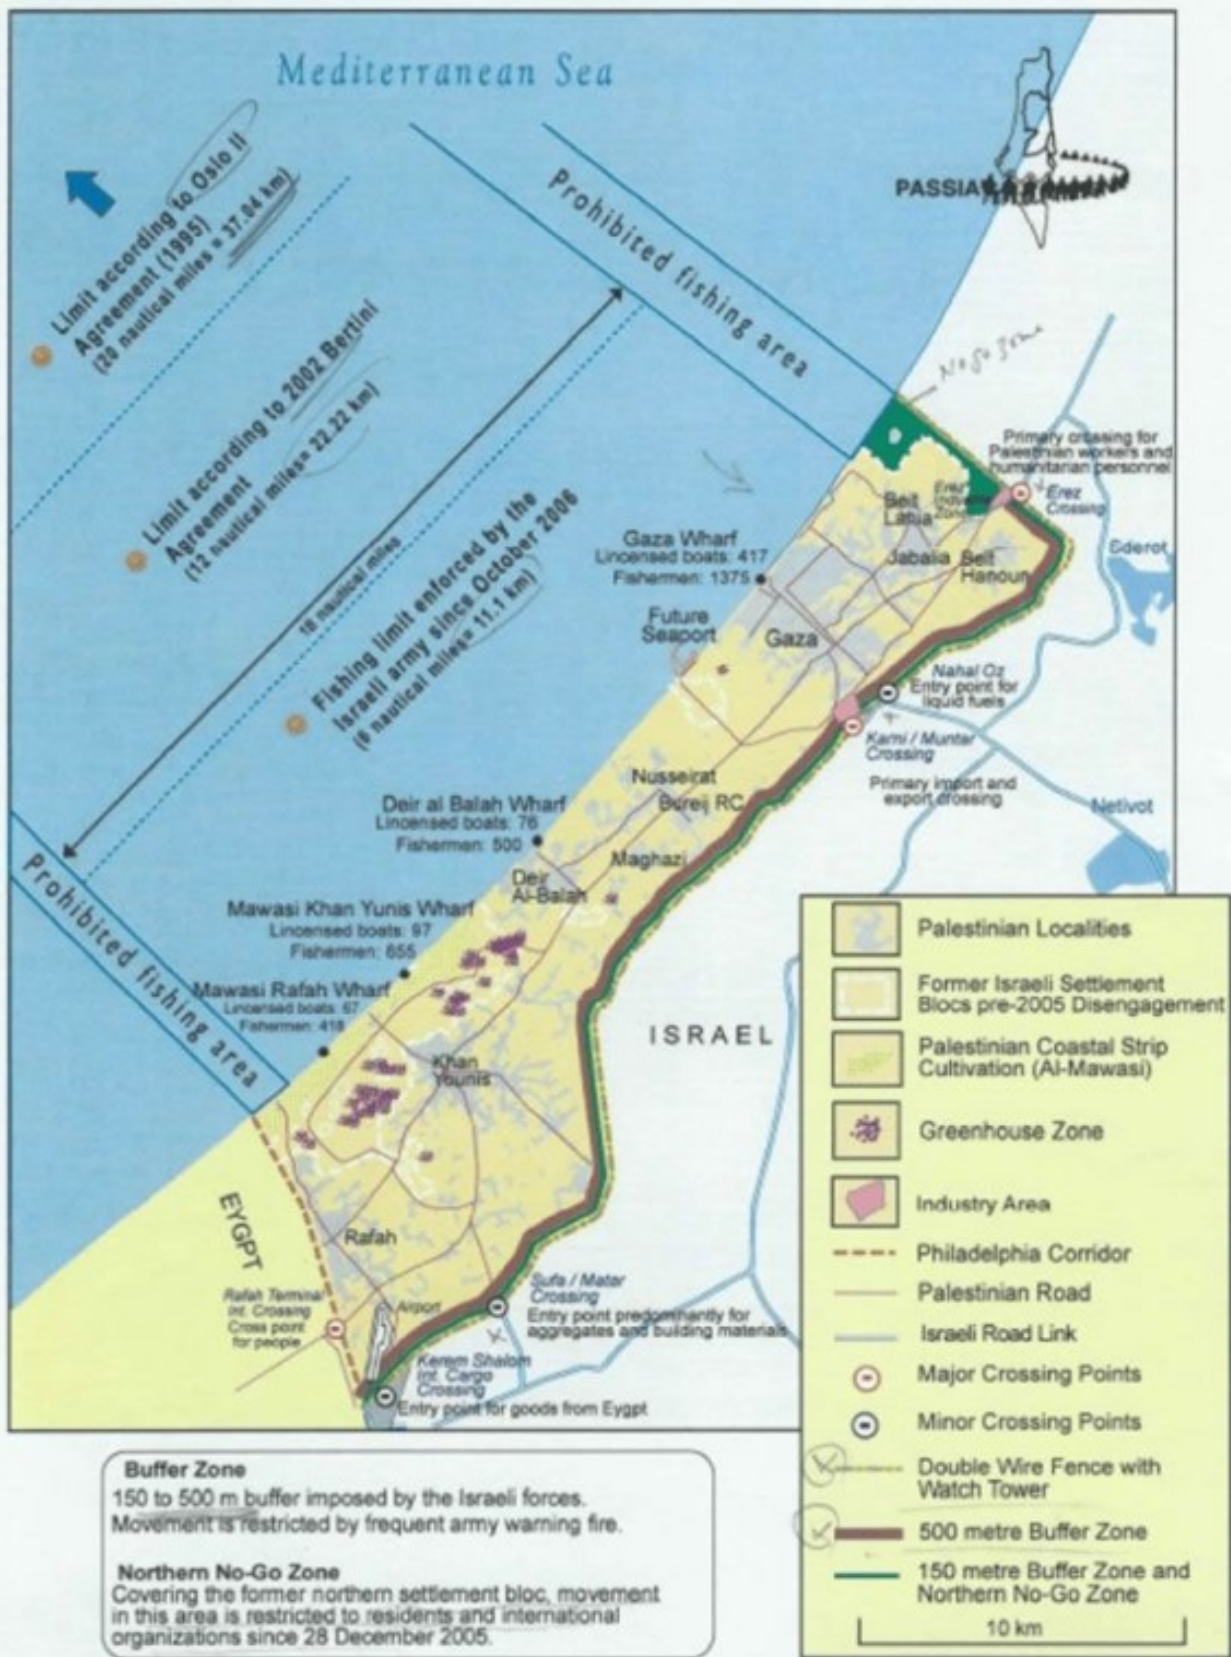 Mediterranean Sea
PASSIA
Limit according to Oslo II
Agreement (1995)
(20 nautical miles = 37.04 km)
Limit according to 2002 Bertini
Agreement
(12 nautical miles= 22.22 km)
Fishing limit enforced by the
Israeli army since October 2006
(6 nautical miles= 11.1 km)
18 nautical miles
Prohibited fishing area
No go zone
Primary crossing for
Palestinian workers and
humanitarian personnel
Erez
Crossing
Erez
Industrial
Zone
Beit
Lahia
Jabalia
Beit
Hanoun
Sderot
Gaza Wharf
Lincensed boats: 417
Fishermen: 1375
Future
Seaport
Gaza
Nahal Oz
Entry point for
liquid fuels
Karni / Muntar
Crossing
Primary import and
export crossing
Netivot
Nusseirat
Bureij RC
Maghazi
Deir al Balah Wharf
Lincensed boats: 76
Fishermen: 500
Deir
Al-Balah
Mawasi Khan Yunis Wharf
Lincensed boats: 97
Fishermen: 655
Mawasi Rafah Wharf
Lincensed boats: 67
Fishermen: 418
Prohibited fishing area
Khan
Younis
ISRAEL
EYGPT
Rafah
Rafah Terminal
Int. Crossing
Cross point
for people
Airport
Sufa / Matar
Crossing
Entry point predominantly for
aggregates and building materials
Kerem Shalom
Int. Cargo
Crossing
Entry point for goods from Eygpt
Palestinian Localities
Former Israeli Settlement
Blocs pre-2005 Disengagement
Palestinian Coastal Strip
Cultivation (Al-Mawasi)
Greenhouse Zone
Industry Area
Philadelphia Corridor
Palestinian Road
Israeli Road Link
Major Crossing Points
Minor Crossing Points
Double Wire Fence with
Watch Tower
500 metre Buffer Zone
150 metre Buffer Zone and
Northern No-Go Zone
10 km
Buffer Zone
150 to 500 m buffer imposed by the Israeli forces.
Movement is restricted by frequent army warning fire.
Northern No-Go Zone
Covering the former northern settlement bloc, movement
in this area is restricted to residents and international
organizations since 28 December 2005.